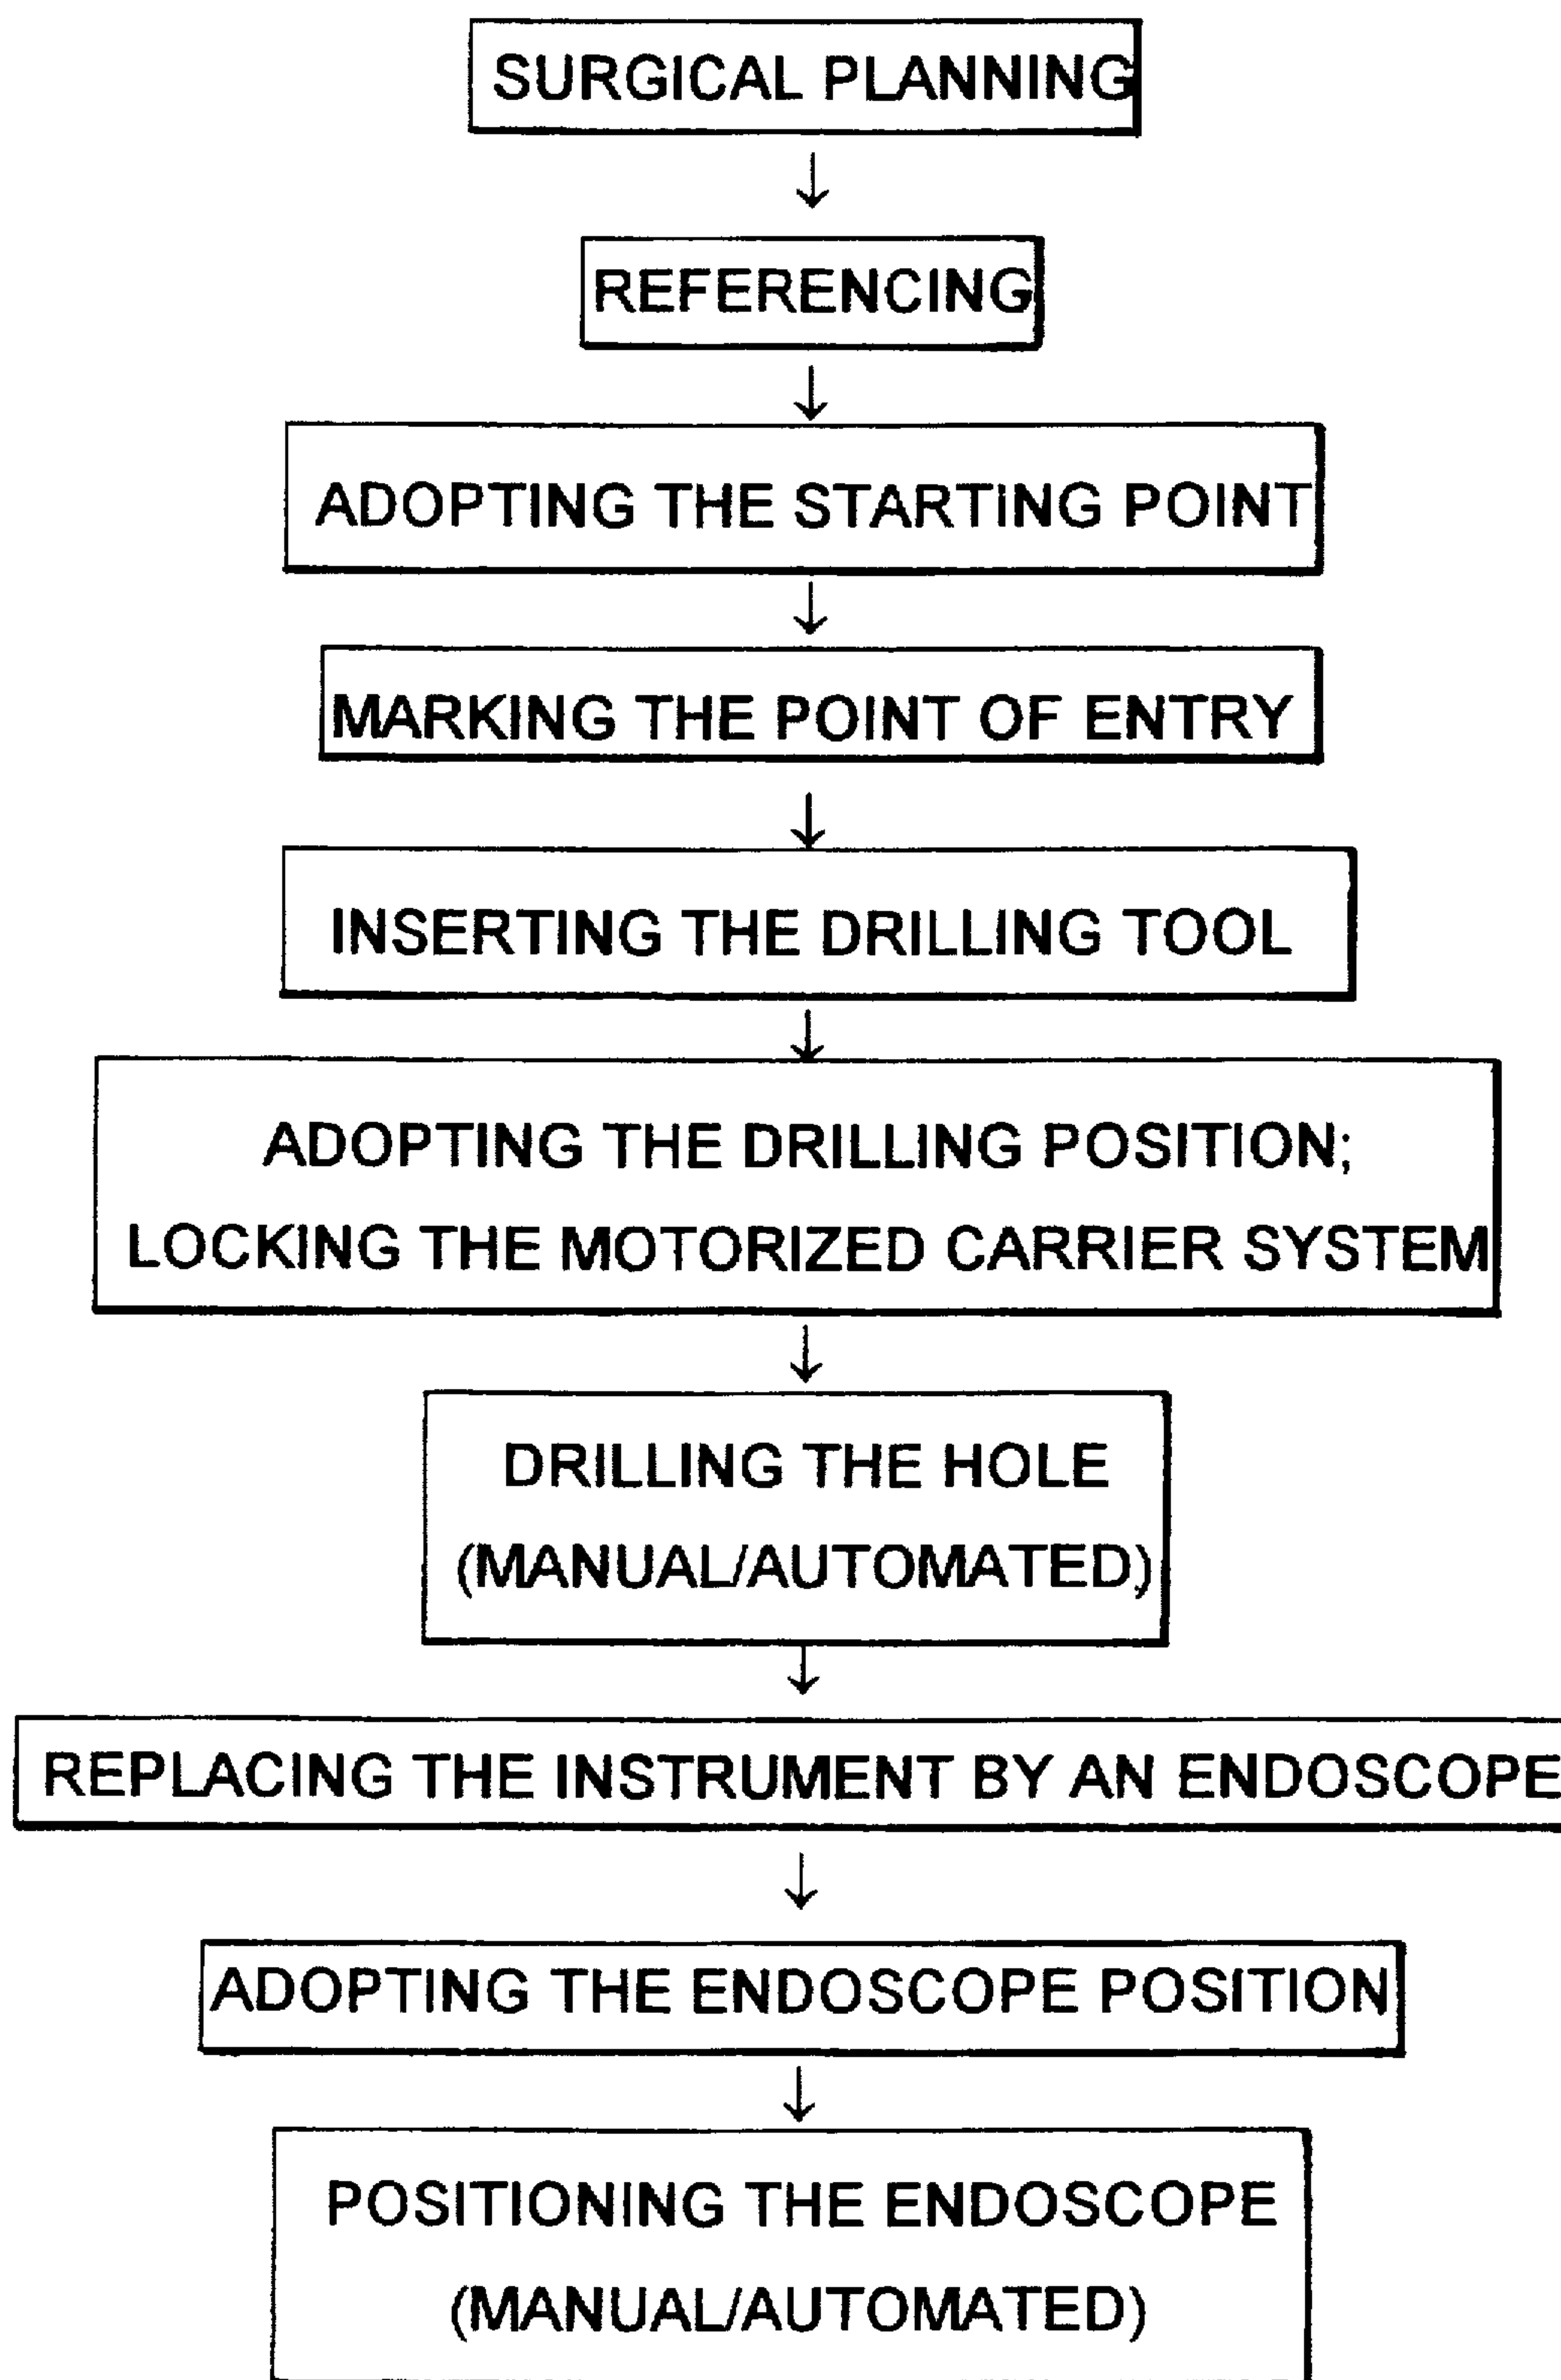 SURGICAL PLANNING
REFERENCING
ADOPTING THE STARTING POINT
MARKING THE POINT OF ENTRY
INSERTING THE DRILLING TOOL
ADOPTING THE DRILLING POSITION;
LOCKING THE MOTORIZED CARRIER SYSTEM
DRILLING THE HOLE
(MANUAL/AUTOMATED)
REPLACING THE INSTRUMENT BY AN ENDOSCOPE
ADOPTING THE ENDOSCOPE POSITION
POSITIONING THE ENDOSCOPE
(MANUAL/AUTOMATED)